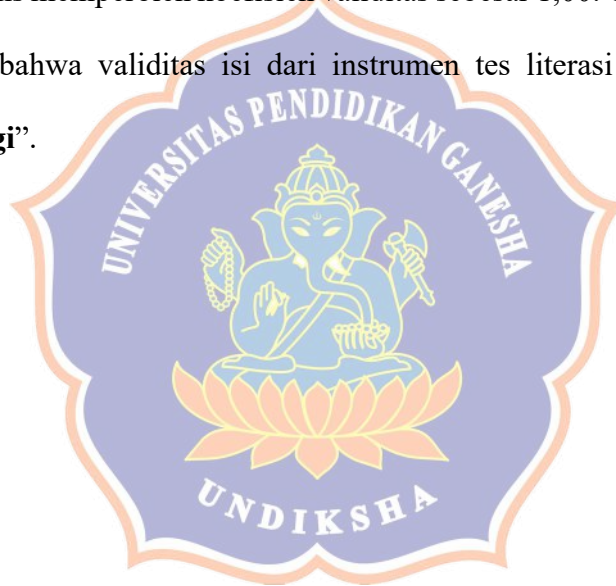 bahwa validitas isi dari instrumen tes literasi
gi”.
UNIVERSITAS PENDIDIKAN GANESHA
UNDIKSHA